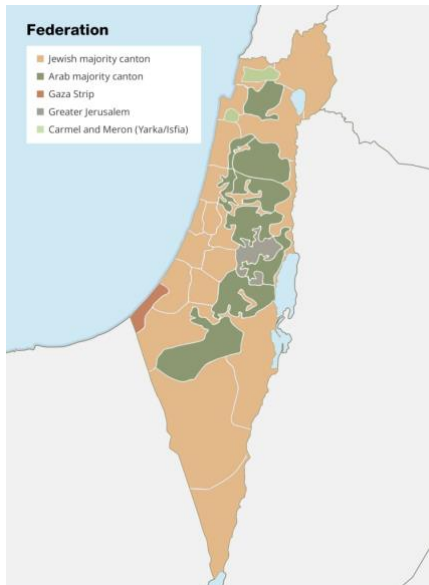 Federation
Jewish majority canton
Arab majority canton
Gaza Strip
Greater Jerusalem
Carmel and Meron (Yarka/Isfia)